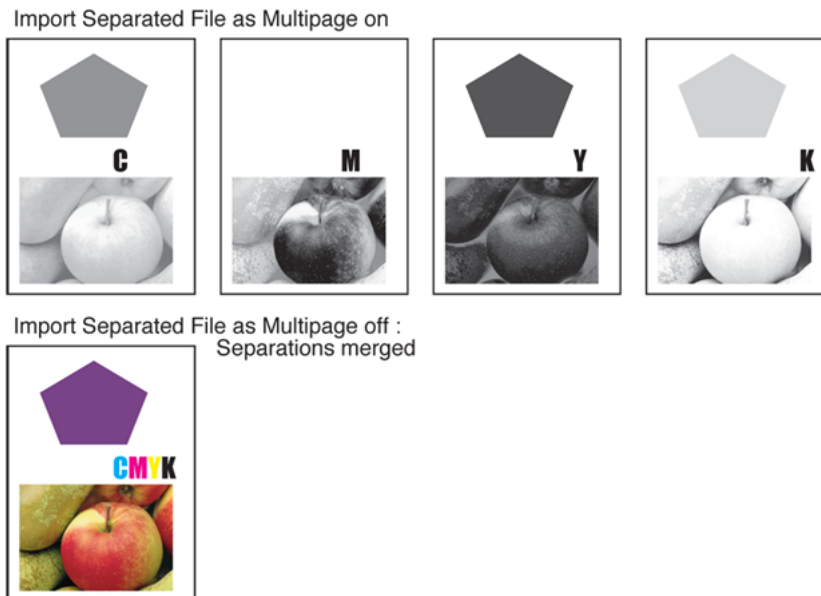 Import Separated File as Multipage on
C
M
Y
K
Import Separated File as Multipage off :
Separations merged
CMYK